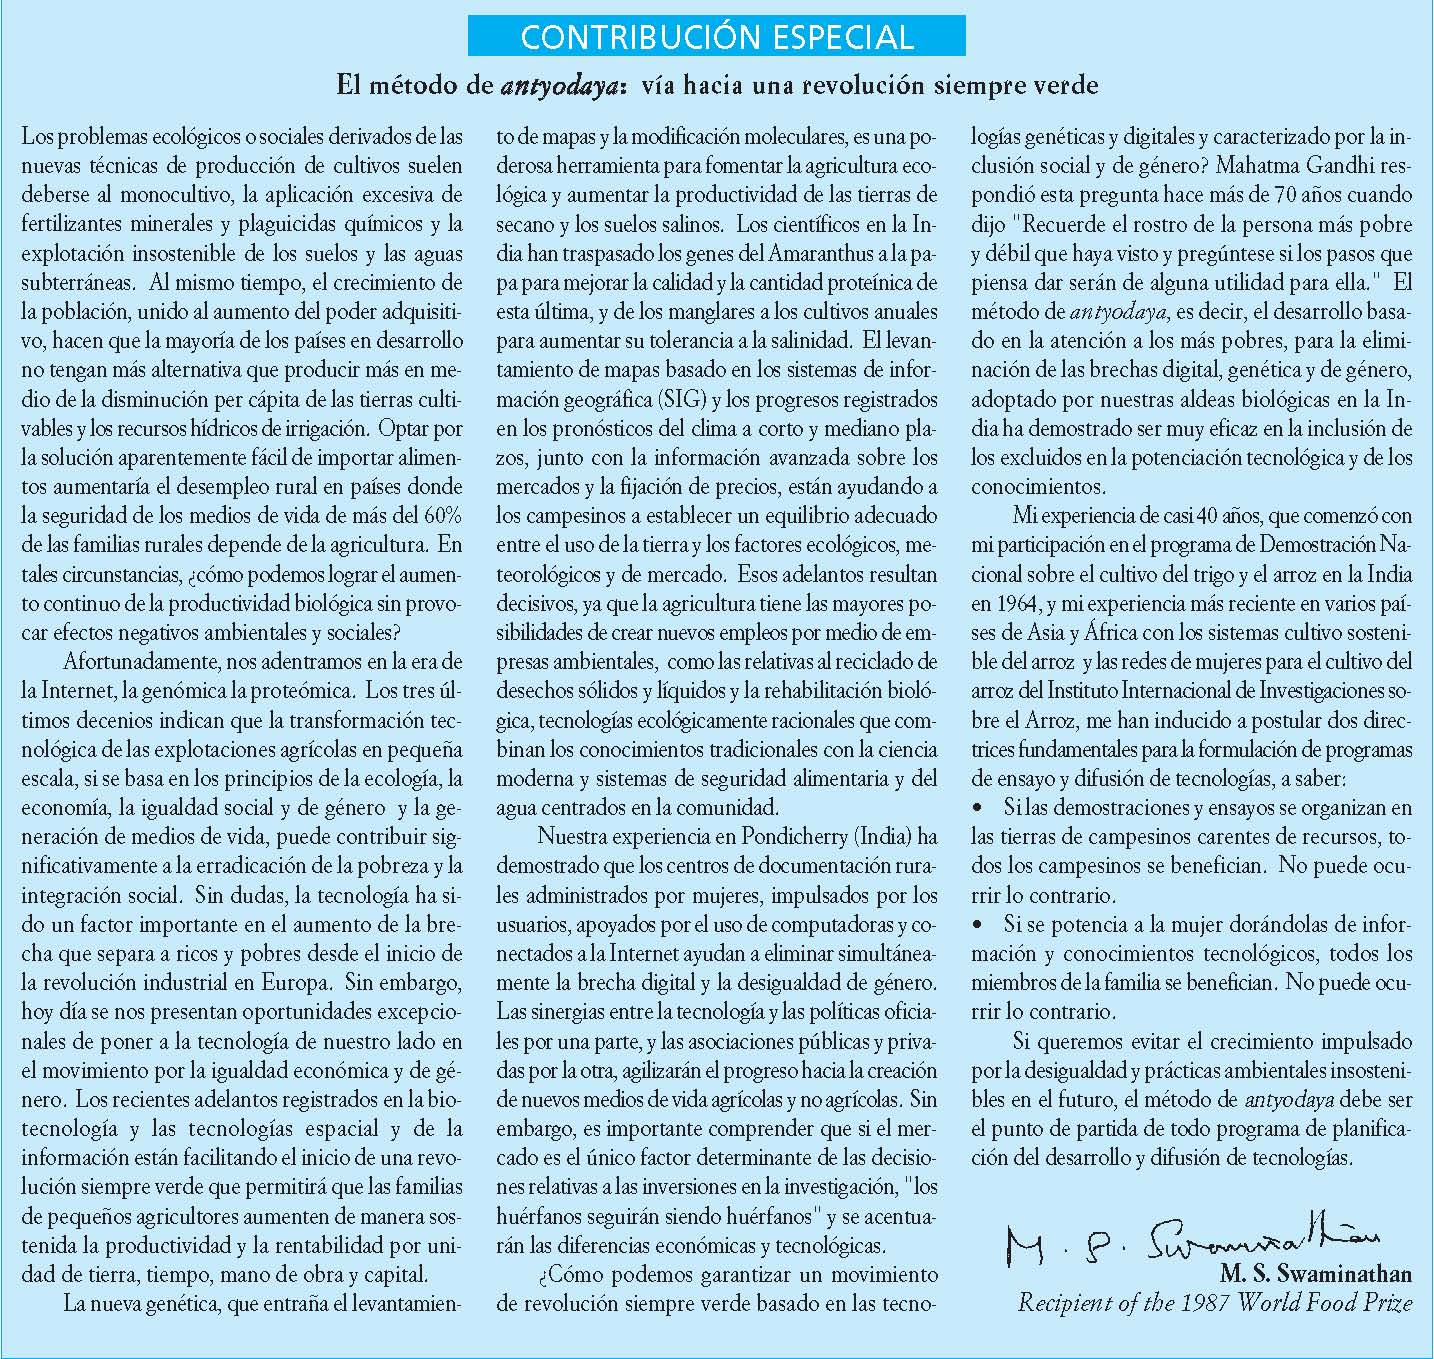 CONTRIBUCIÓN ESPECIAL
El método de antyodaya: vía hacia una revolución siempre verde
Los problemas ecológicos o sociales derivados de las
nuevas técnicas de producción de cultivos suelen
deberse al monocultivo, la aplicación excesiva de
fertilizantes minerales y plaguicidas químicos y la
explotación insostenible de los suelos y las aguas
subterráneas. Al mismo tiempo, el crecimiento de
la población, unido al aumento del poder adquisiti-
vo, hacen que la mayoría de los países en desarrollo
no tengan más alternativa que producir más en me-
dio de la disminución per cápita de las tierras culti-
vables y los recursos hídricos de irrigación. Optar por
la solución aparentemente fácil de importar alimen-
tos aumentaría el desempleo rural en países donde
la seguridad de los medios de vida de más del 60%
de las familias rurales depende de la agricultura. En
tales circunstancias, ¿cómo podemos lograr el aumen-
to continuo de la productividad biológica sin provo-
car efectos negativos ambientales y sociales?
Afortunadamente, nos adentramos en la era de
la Internet, la genómica la proteómica. Los tres úl-
timos decenios indican que la transformación tec-
nológica de las explotaciones agrícolas en pequeña
escala, si se basa en los principios de la ecología, la
economía, la igualdad social y de género y la ge-
neración de medios de vida, puede contribuir sig-
nificativamente a la erradicación de la pobreza y la
integración social. Sin dudas, la tecnología ha si-
do un factor importante en el aumento de la bre-
cha que separa a ricos y pobres desde el inicio de
la revolución industrial en Europa. Sin embargo,
hoy día se nos presentan oportunidades excepcio-
nales de poner a la tecnología de nuestro lado en
el movimiento por la igualdad económica y de gé-
nero. Los recientes adelantos registrados en la bio-
tecnología y las tecnologías espacial y de la
información están facilitando el inicio de una revo-
lución siempre verde que permitirá que las familias
de pequeños agricultores aumenten de manera sos-
tenida la productividad y la rentabilidad por uni-
dad de tierra, tiempo, mano de obra y capital.
La nueva genética, que entraña el levantamien-
to de mapas y la modificación moleculares, es una po-
derosa herramienta para fomentar la agricultura eco-
lógica y aumentar la productividad de las tierras de
secano y los suelos salinos. Los científicos en la In-
dia han traspasado los genes del Amaranthus a la pa-
pa para mejorar la calidad y la cantidad proteínica de
esta última, y de los manglares a los cultivos anuales
para aumentar su tolerancia a la salinidad. El levan-
tamiento de mapas basado en los sistemas de infor-
mación geográfica (SIG) y los progresos registrados
en los pronósticos del clima a corto y mediano pla-
zos, junto con la información avanzada sobre los
mercados y la fijación de precios, están ayudando a
los campesinos a establecer un equilibrio adecuado
entre el uso de la tierra y los factores ecológicos, me-
teorológicos y de mercado. Esos adelantos resultan
decisivos, ya que la agricultura tiene las mayores po-
sibilidades de crear nuevos empleos por medio de em-
presas ambientales, como las relativas al reciclado de
desechos sólidos y líquidos y la rehabilitación bioló-
gica, tecnologías ecológicamente racionales que com-
binan los conocimientos tradicionales con la ciencia
moderna y sistemas de seguridad alimentaria y del
agua centrados en la comunidad.
Nuestra experiencia en Pondicherry (India) ha
demostrado que los centros de documentación rura-
les administrados por mujeres, impulsados por los
usuarios, apoyados por el uso de computadoras y co-
nectados a la Internet ayudan a eliminar simultánea-
mente la brecha digital y la desigualdad de género.
Las sinergias entre la tecnología y las políticas oficia-
les por una parte, y las asociaciones públicas y priva-
das por la otra, agilizarán el progreso hacia la creación
de nuevos medios de vida agrícolas y no agrícolas. Sin
embargo, es importante comprender que si el mer-
cado es el único factor determinante de las decisio-
nes relativas a las inversiones en la investigación, "los
huérfanos seguirán siendo huérfanos" y se acentua-
rán las diferencias económicas y tecnológicas.
¿Cómo podemos garantizar un movimiento
de revolución siempre verde basado en las tecno-
logías genéticas y digitales y caracterizado por la in-
clusión social y de género? Mahatma Gandhi res-
pondió esta pregunta hace más de 70 años cuando
dijo "Recuerde el rostro de la persona más pobre
y débil que haya visto y pregúntese si los pasos que
piensa dar serán de alguna utilidad para ella." El
método de antyodaya, es decir, el desarrollo basa-
do en la atención a los más pobres, para la elimi-
nación de las brechas digital, genética y de género,
adoptado por nuestras aldeas biológicas en la In-
dia ha demostrado ser muy eficaz en la inclusión de
los excluidos en la potenciación tecnológica y de los
conocimientos.
Mi experiencia de casi 40 años, que comenzó con
mi participación en el programa de Demostración Na-
cional sobre el cultivo del trigo y el arroz en la India
en 1964, y mi experiencia más reciente en varios paí-
ses de Asia y África con los sistemas cultivo sosteni-
ble del arroz y las redes de mujeres para el cultivo del
arroz del Instituto Internacional de Investigaciones so-
bre el Arroz, me han inducido a postular dos direc-
trices fundamentales para la formulación de programas
de ensayo y difusión de tecnologías, a saber:
• Si las demostraciones y ensayos se organizan en
las tierras de campesinos carentes de recursos, to-
dos los campesinos se benefician. No puede ocu-
rrir lo contrario.
• Si se potencia a la mujer dorándolas de infor-
mación y conocimientos tecnológicos, todos los
miembros de la familia se benefician. No puede ocu-
rrir lo contrario.
Si queremos evitar el crecimiento impulsado
por la desigualdad y prácticas ambientales insosteni-
bles en el futuro, el método de antyodaya debe ser
el punto de partida de todo programa de planifica-
ción del desarrollo y difusión de tecnologías.
M. S. Swaminathan
M. S. Swaminathan
Recipient of the 1987 World Food Prize